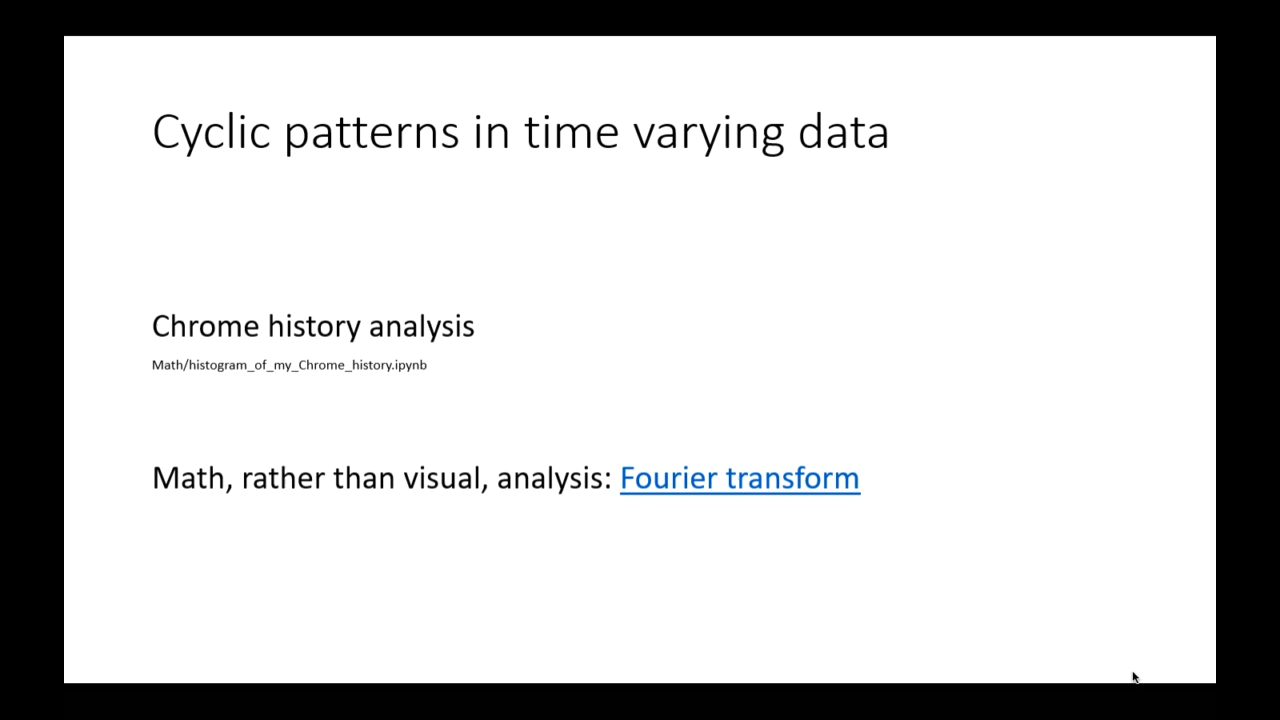 Cyclic patterns in time varying data
Chrome history analysis
Math/histogram_of_my_Chrome_history.ipynb
Math, rather than visual, analysis: Fourier transform